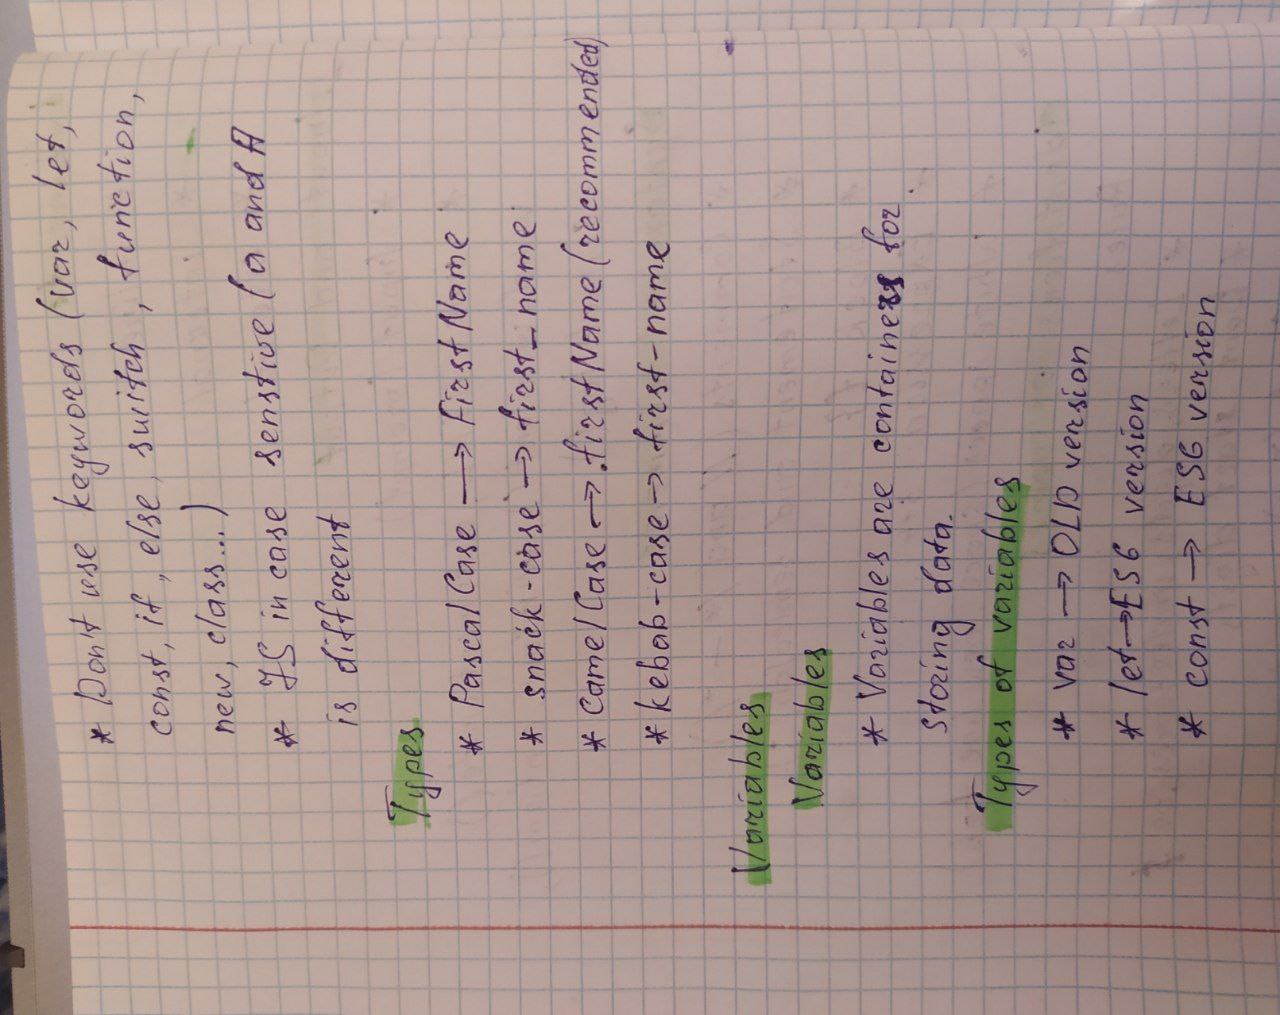 * Dont use keywords (var, let,
const, if, else, switch, function,
new, class...)
* JS in case senstive (a and A
is different
Types
* PascalCase → FirstName
* snack-case → first_name
* CamelCase → firstName (recommended)
* kebab-case → first-name
Variables
Variables
* Variables are containers for
storing data.
Types of variables
* var → OLD version
* let → ES6 version
* const → ES6 version